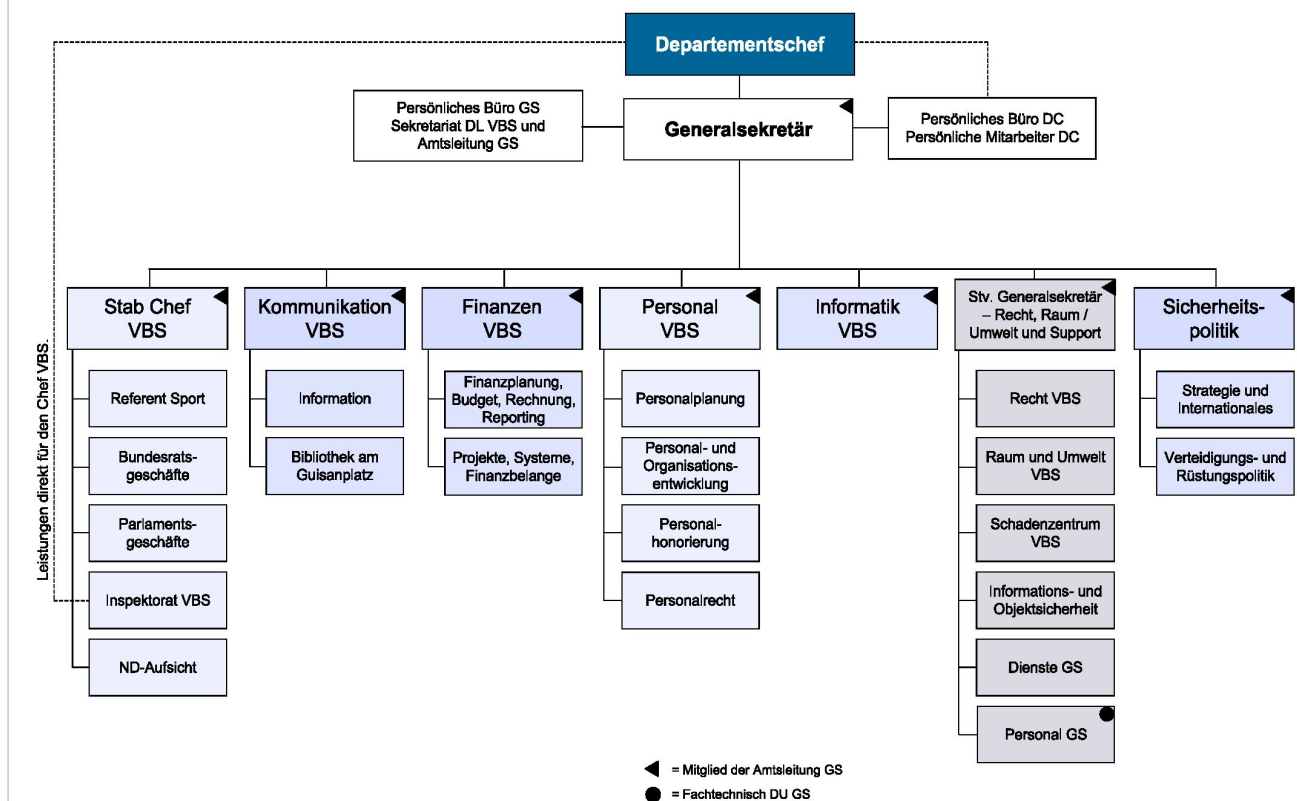 Departementschef
Persönliches Büro GS
Sekretariat DL VBS und
Amtsleitung GS
Generalsekretär
Persönliches Büro DC
Persönliche Mitarbeiter DC
Leistungen direkt für den Chef VBS.
Stab Chef
VBS
Referent Sport
Bundesrats-
geschäfte
Parlaments-
geschäfte
Inspektorat VBS
ND-Aufsicht
Kommunikation
VBS
Information
Bibliothek am
Guisanplatz
Finanzen
VBS
Finanzplanung,
Budget, Rechnung,
Reporting
Projekte, Systeme,
Finanzbelange
Personal
VBS
Personalplanung
Personal- und
Organisations-
entwicklung
Personal-
honorierung
Personalrecht
Informatik
VBS
Stv. Generalsekretär
– Recht, Raum /
Umwelt und Support
Recht VBS
Raum und Umwelt
VBS
Schadenzentrum
VBS
Informations- und
Objektsicherheit
Dienste GS
Personal GS
Sicherheits-
politik
Strategie und
Internationales
Verteidigungs- und
Rüstungspolitik
= Mitglied der Amtsleitung GS
= Fachtechnisch DU GS